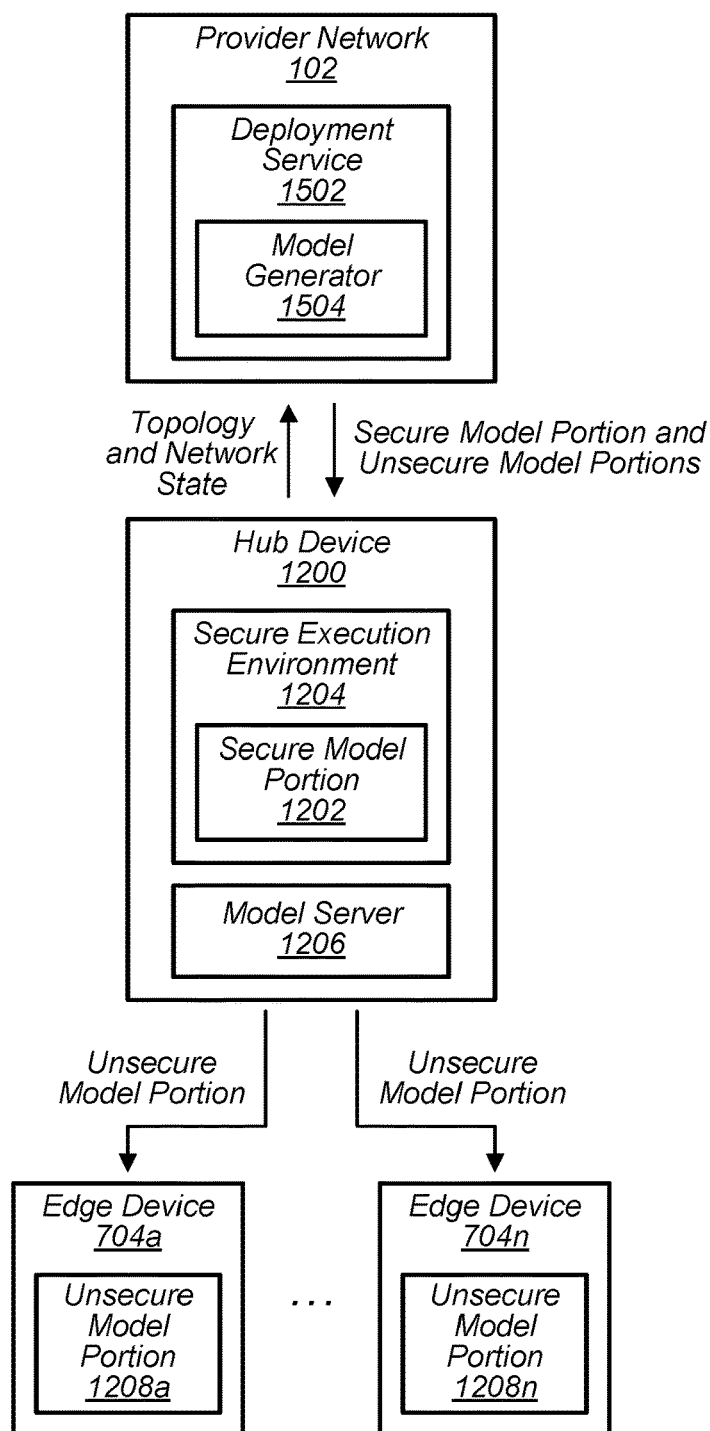 Provider Network
102
Deployment
Service
1502
Model
Generator
1504
Topology
and Network
State
Secure Model Portion and
Unsecure Model Portions
Hub Device
1200
Secure Execution
Environment
1204
Secure Model
Portion
1202
Model Server
1206
Unsecure
Model Portion
Unsecure
Model Portion
Edge Device
704a
Unsecure
Model
Portion
1208a
. . .
Edge Device
704n
Unsecure
Model
Portion
1208n